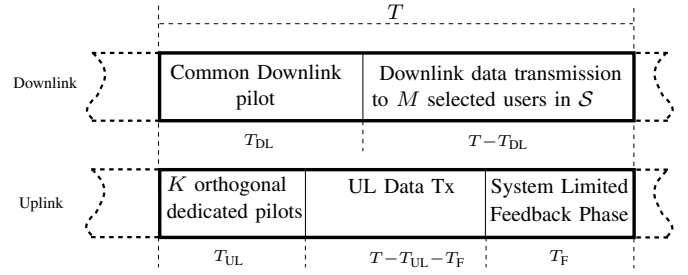 T
Downlink
Common Downlink
pilot
Downlink data transmission
to M selected users in 𝒮
T_DL
T − T_DL
Uplink
K orthogonal
dedicated pilots
UL Data Tx
System Limited
Feedback Phase
T_UL
T − T_UL − T_F
T_F